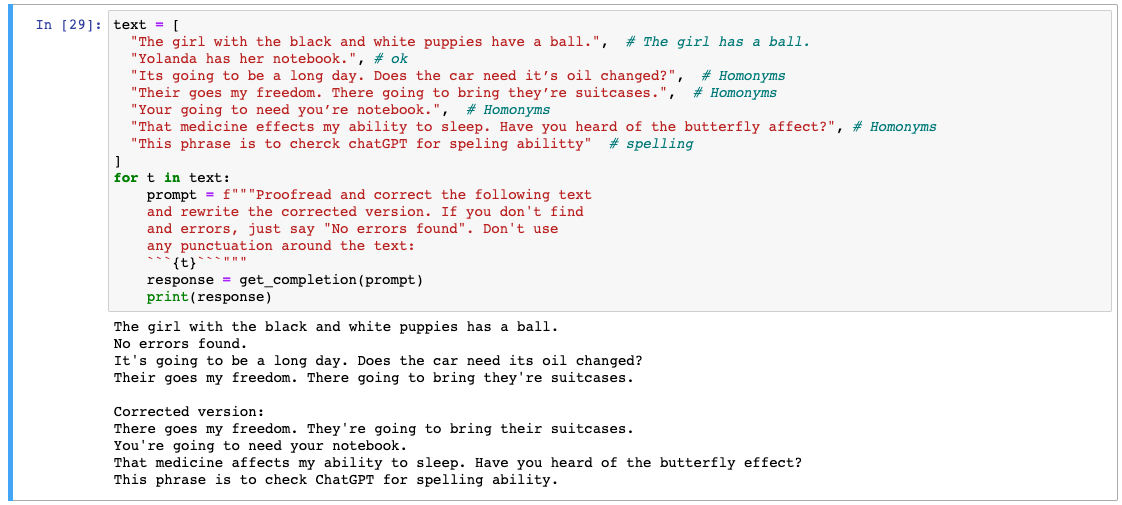 In [29]: text = [
  "The girl with the black and white puppies have a ball.",  # The girl has a ball.
  "Yolanda has her notebook.", # ok
  "Its going to be a long day. Does the car need it’s oil changed?",  # Homonyms
  "Their goes my freedom. There going to bring they’re suitcases.",  # Homonyms
  "Your going to need you’re notebook.",  # Homonyms
  "That medicine effects my ability to sleep. Have you heard of the butterfly affect?", # Homonyms
  "This phrase is to cherck chatGPT for speling abilitty"  # spelling
]
for t in text:
    prompt = f"""Proofread and correct the following text
    and rewrite the corrected version. If you don't find
    and errors, just say "No errors found". Don't use
    any punctuation around the text:
    ```{t}```"""
    response = get_completion(prompt)
    print(response)
The girl with the black and white puppies has a ball.
No errors found.
It's going to be a long day. Does the car need its oil changed?
Their goes my freedom. There going to bring they're suitcases.

Corrected version:
There goes my freedom. They're going to bring their suitcases.
You're going to need your notebook.
That medicine affects my ability to sleep. Have you heard of the butterfly effect?
This phrase is to check ChatGPT for spelling ability.